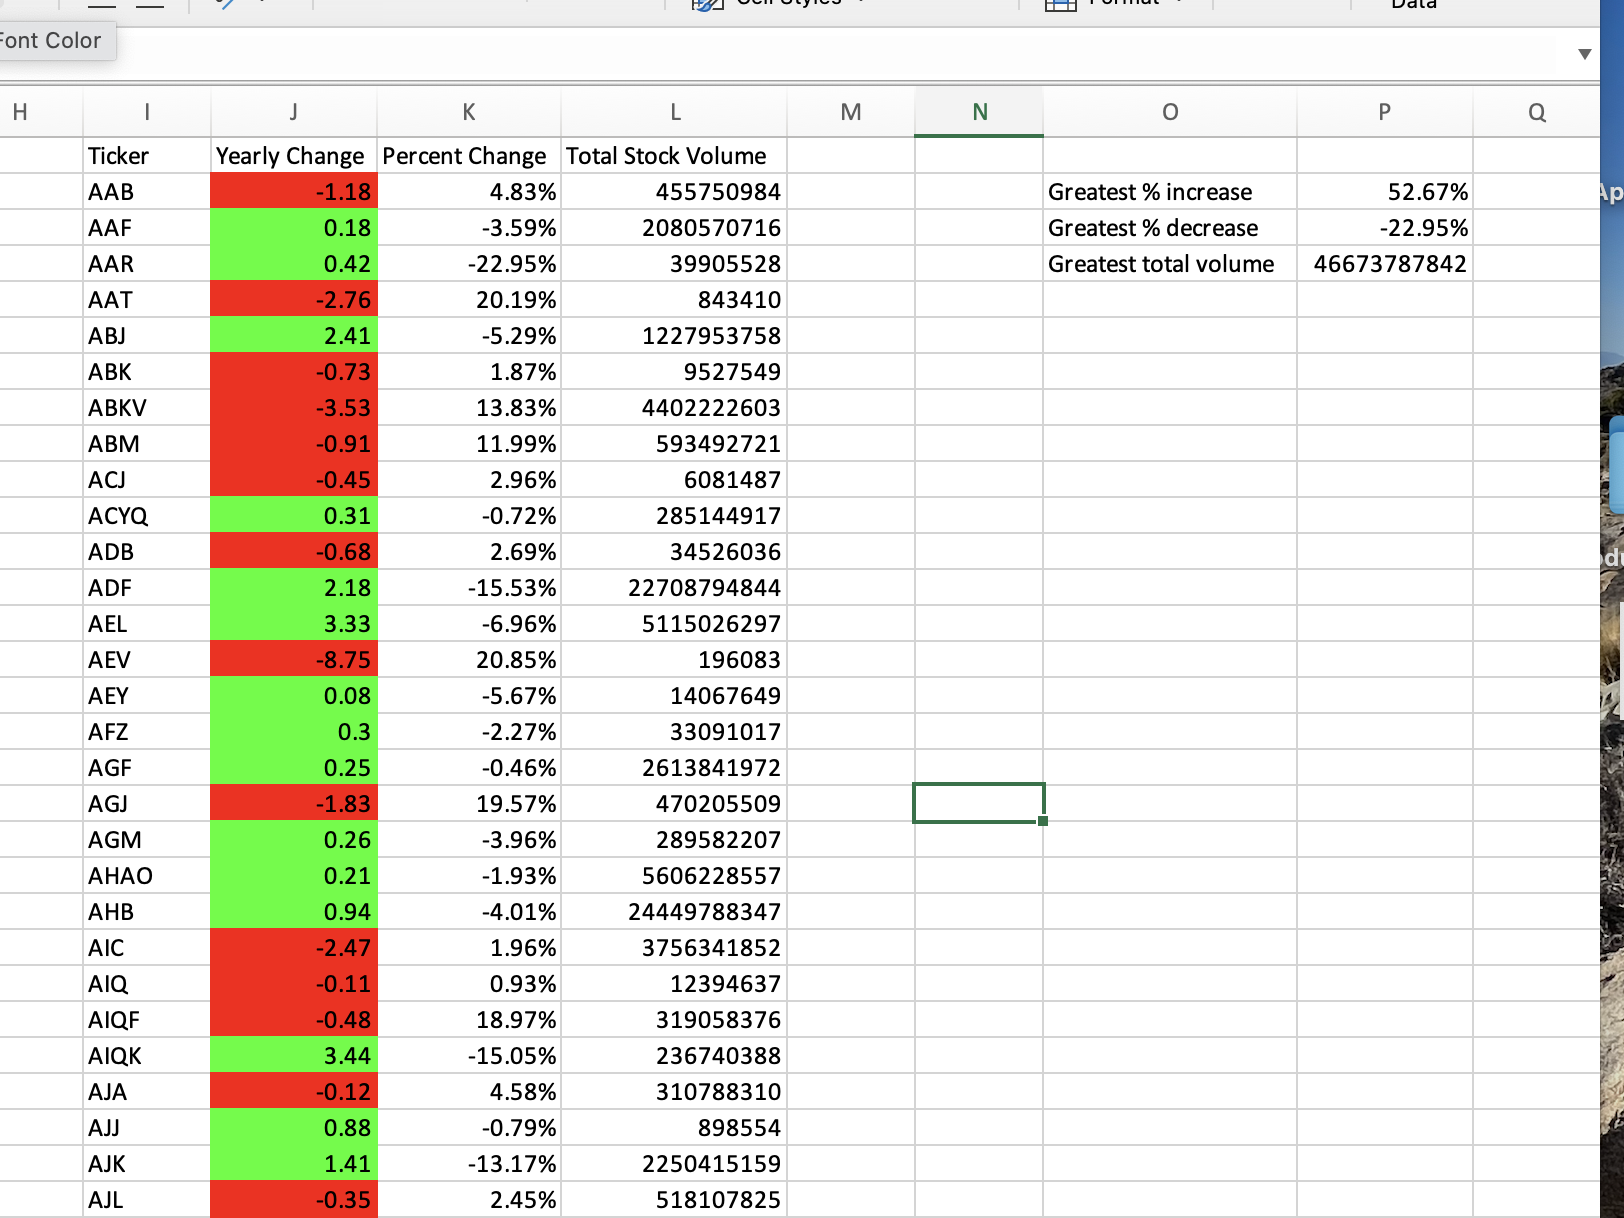 Cell Styles
Format
Data
Font Color
H I J K L M N O P Q
Ticker Yearly Change Percent Change Total Stock Volume
AAB -1.18 4.83% 455750984 Greatest % increase 52.67%
AAF 0.18 -3.59% 2080570716 Greatest % decrease -22.95%
AAR 0.42 -22.95% 39905528 Greatest total volume 46673787842
AAT -2.76 20.19% 843410
ABJ 2.41 -5.29% 1227953758
ABK -0.73 1.87% 9527549
ABKV -3.53 13.83% 4402222603
ABM -0.91 11.99% 593492721
ACJ -0.45 2.96% 6081487
ACYQ 0.31 -0.72% 285144917
ADB -0.68 2.69% 34526036
ADF 2.18 -15.53% 22708794844
AEL 3.33 -6.96% 5115026297
AEV -8.75 20.85% 196083
AEY 0.08 -5.67% 14067649
AFZ 0.3 -2.27% 33091017
AGF 0.25 -0.46% 2613841972
AGJ -1.83 19.57% 470205509
AGM 0.26 -3.96% 289582207
AHAO 0.21 -1.93% 5606228557
AHB 0.94 -4.01% 24449788347
AIC -2.47 1.96% 3756341852
AIQ -0.11 0.93% 12394637
AIQF -0.48 18.97% 319058376
AIQK 3.44 -15.05% 236740388
AJA -0.12 4.58% 310788310
AJJ 0.88 -0.79% 898554
AJK 1.41 -13.17% 2250415159
AJL -0.35 2.45% 518107825